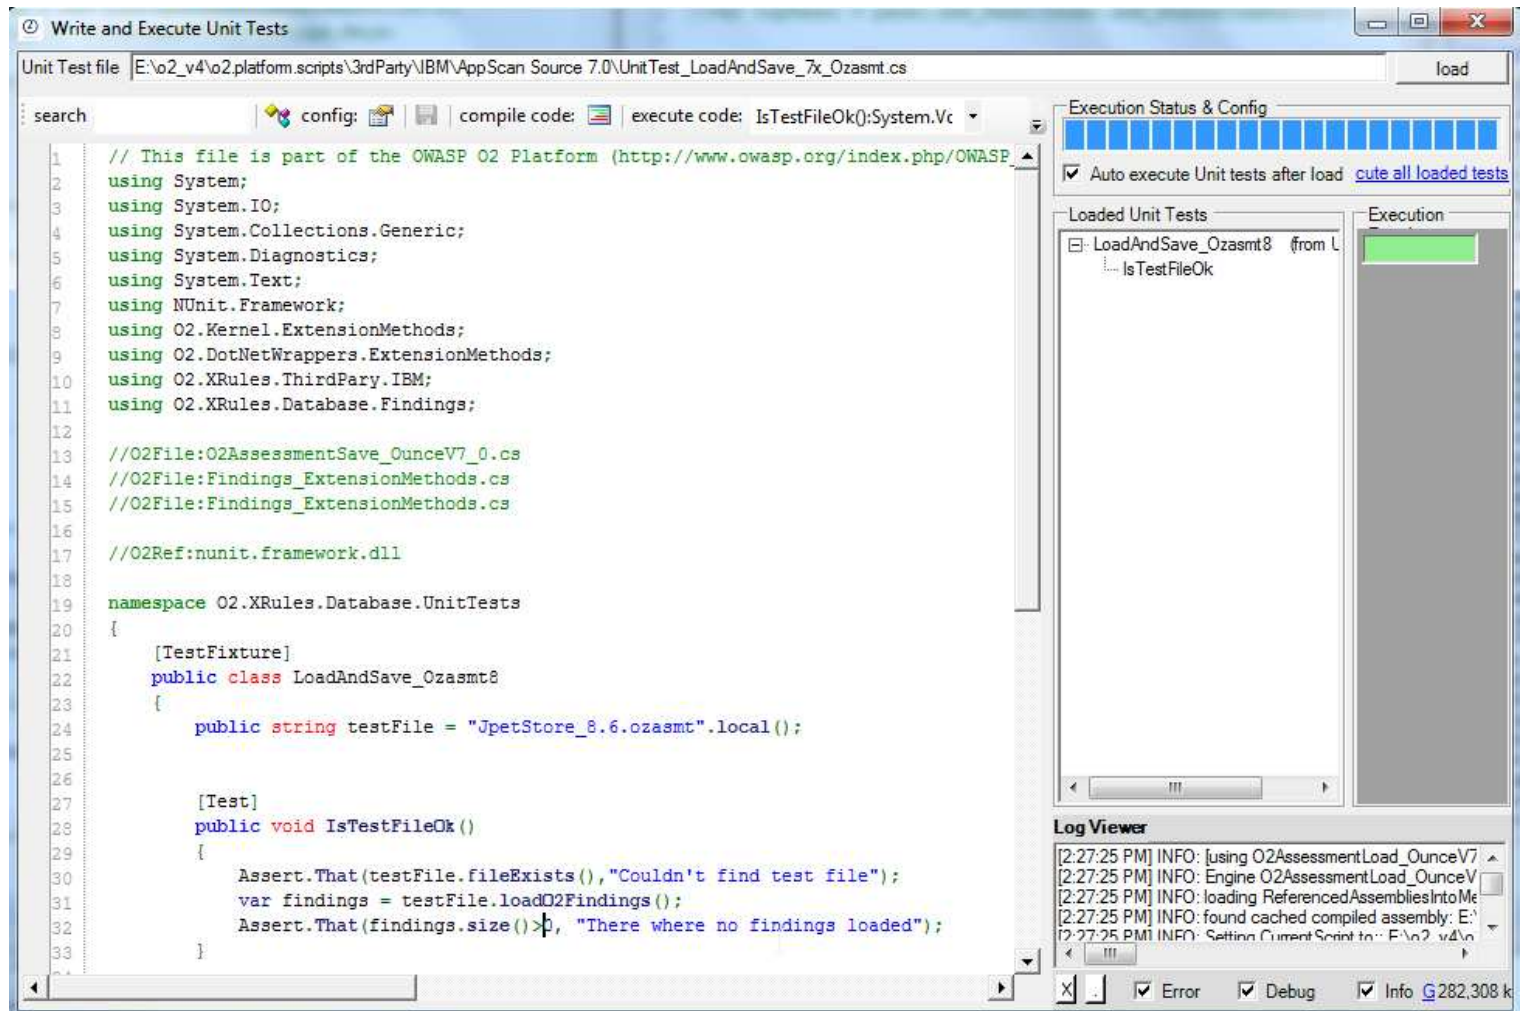 Write and Execute Unit Tests
Unit Test file E:\o2_v4\o2.platform.scripts\3rdParty\IBM\AppScan Source 7.0\UnitTest_LoadAndSave_7x_Ozasmt.cs load
search config: compile code: execute code: IsTestFileOk():System.Vc
1 // This file is part of the OWASP O2 Platform (http://www.owasp.org/index.php/OWASP_
2 using System;
3 using System.IO;
4 using System.Collections.Generic;
5 using System.Diagnostics;
6 using System.Text;
7 using NUnit.Framework;
8 using O2.Kernel.ExtensionMethods;
9 using O2.DotNetWrappers.ExtensionMethods;
10 using O2.XRules.ThirdPary.IBM;
11 using O2.XRules.Database.Findings;
12
13 //O2File:O2AssessmentSave_OunceV7_0.cs
14 //O2File:Findings_ExtensionMethods.cs
15 //O2File:Findings_ExtensionMethods.cs
16
17 //O2Ref:nunit.framework.dll
18
19 namespace O2.XRules.Database.UnitTests
20 {
21 [TestFixture]
22 public class LoadAndSave_Ozasmt8
23 {
24 public string testFile = "JpetStore_8.6.ozasmt".local();
25
26
27 [Test]
28 public void IsTestFileOk()
29 {
30 Assert.That(testFile.fileExists(),"Couldn't find test file");
31 var findings = testFile.loadO2Findings();
32 Assert.That(findings.size()>0, "There where no findings loaded");
33 }
Execution Status & Config
Auto execute Unit tests after load cute all loaded tests
Loaded Unit Tests
LoadAndSave_Ozasmt8 (from U
IsTestFileOk
Execution
Log Viewer
[2:27:25 PM] INFO: [using O2AssessmentLoad_OunceV7
[2:27:25 PM] INFO: Engine O2AssessmentLoad_OunceV
[2:27:25 PM] INFO: loading ReferencedAssembliesIntoMe
[2:27:25 PM] INFO: found cached compiled assembly: E:\
[2:27:25 PM] INFO: Setting CurrentScript to:: E:\o2_v4\o
X . Error Debug Info G 282,308 k